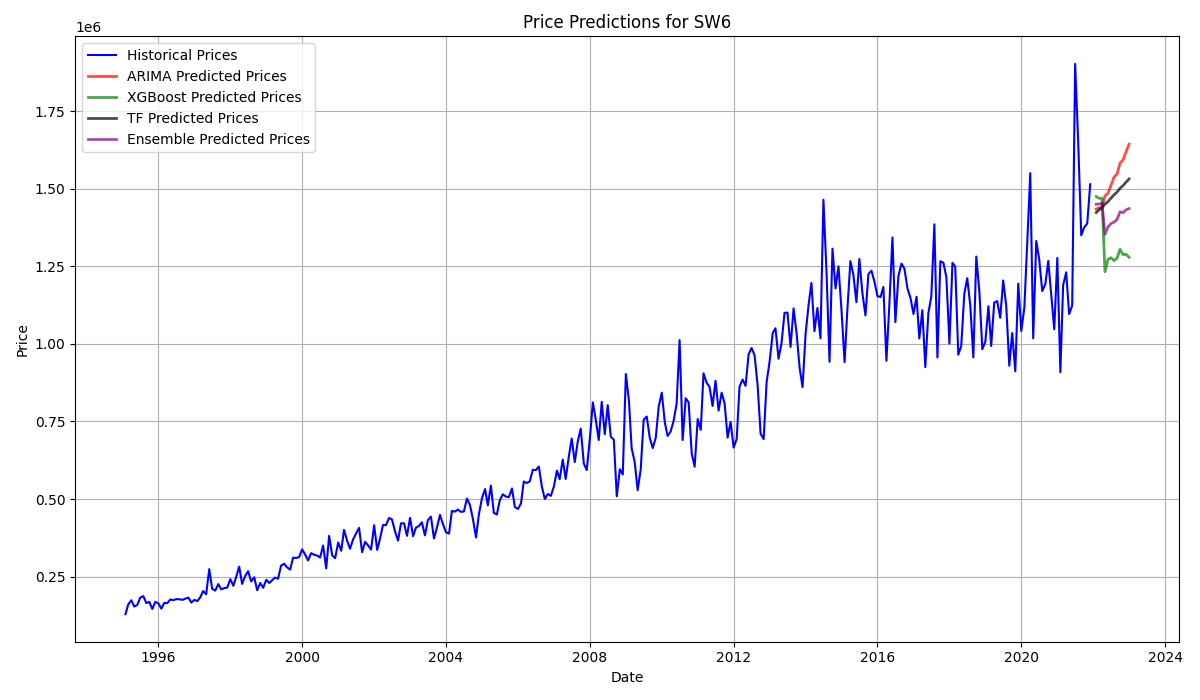 Price Predictions for SW6
1e6
Historical Prices
ARIMA Predicted Prices
XGBoost Predicted Prices
TF Predicted Prices
Ensemble Predicted Prices
1.75
1.50
1.25
1.00
0.75
0.50
0.25
Price
1996 2000 2004 2008 2012 2016 2020 2024
Date